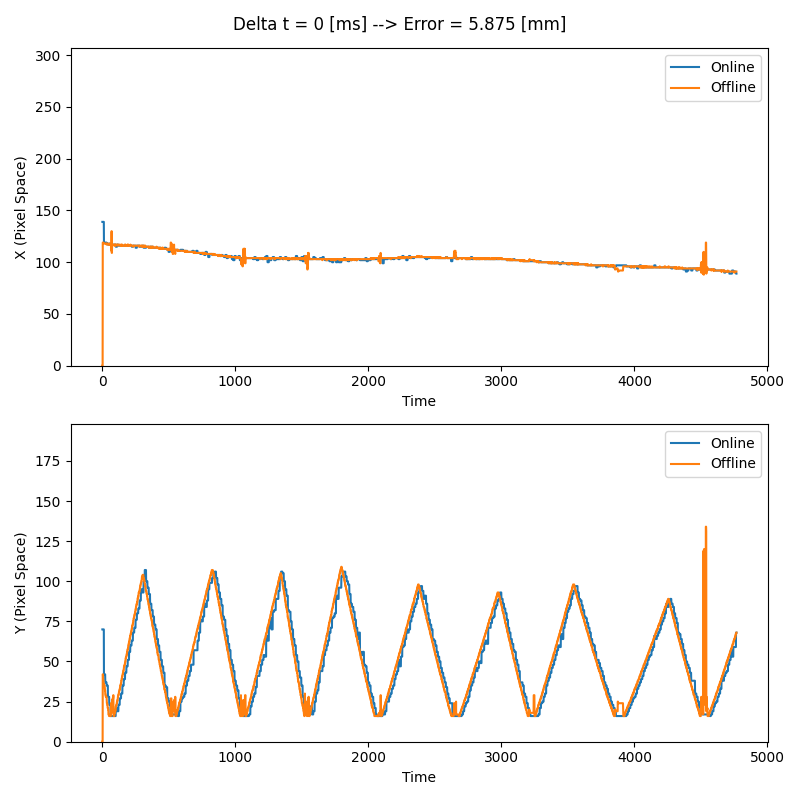 Delta t = 0 [ms] --> Error = 5.875 [mm]
300
250
200
150
100
50
0
X (Pixel Space)
Online
Offline
0 1000 2000 3000 4000 5000
Time
175
150
125
100
75
50
25
0
Y (Pixel Space)
Online
Offline
0 1000 2000 3000 4000 5000
Time